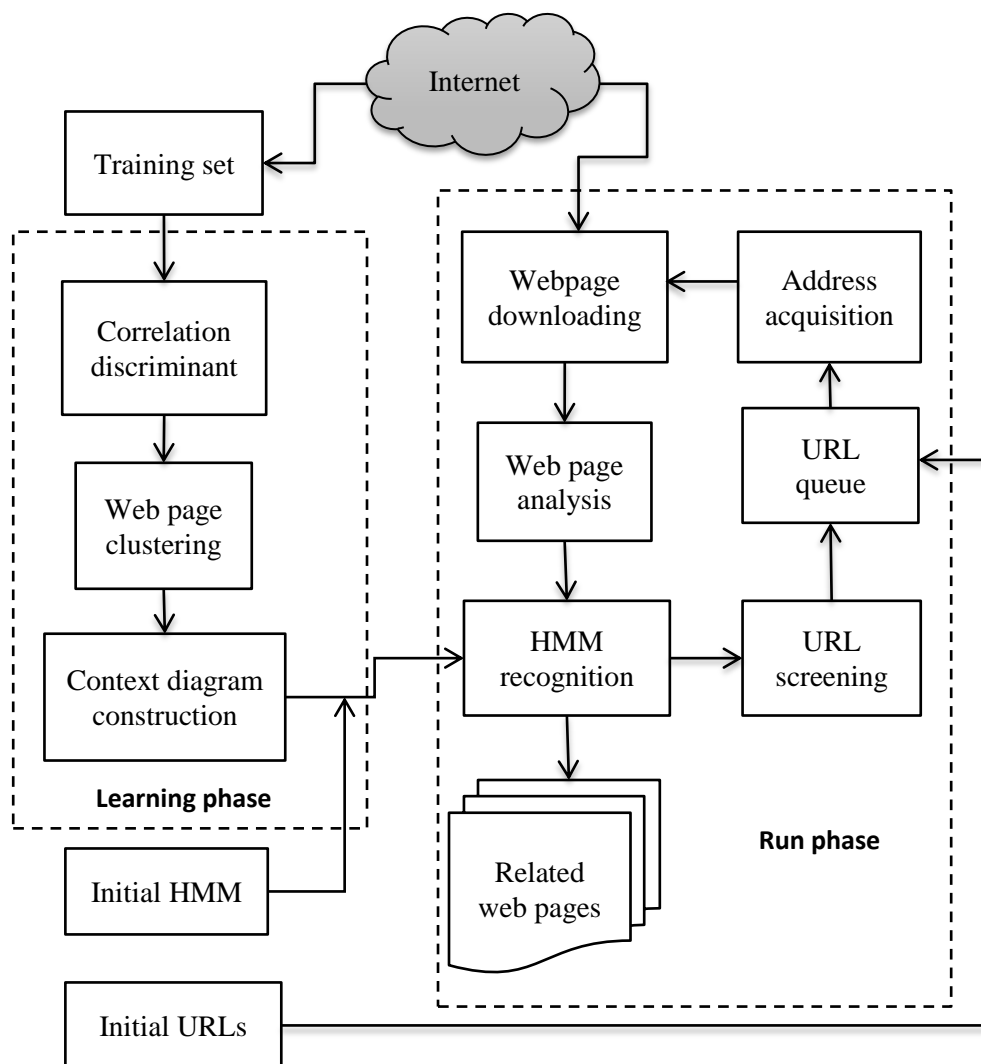 Internet
Training set
Correlation
discriminant
Web page
clustering
Context diagram
construction
Learning phase
Initial HMM
Initial URLs
Webpage
downloading
Address
acquisition
Web page
analysis
URL
queue
HMM
recognition
URL
screening
Related
web pages
Run phase